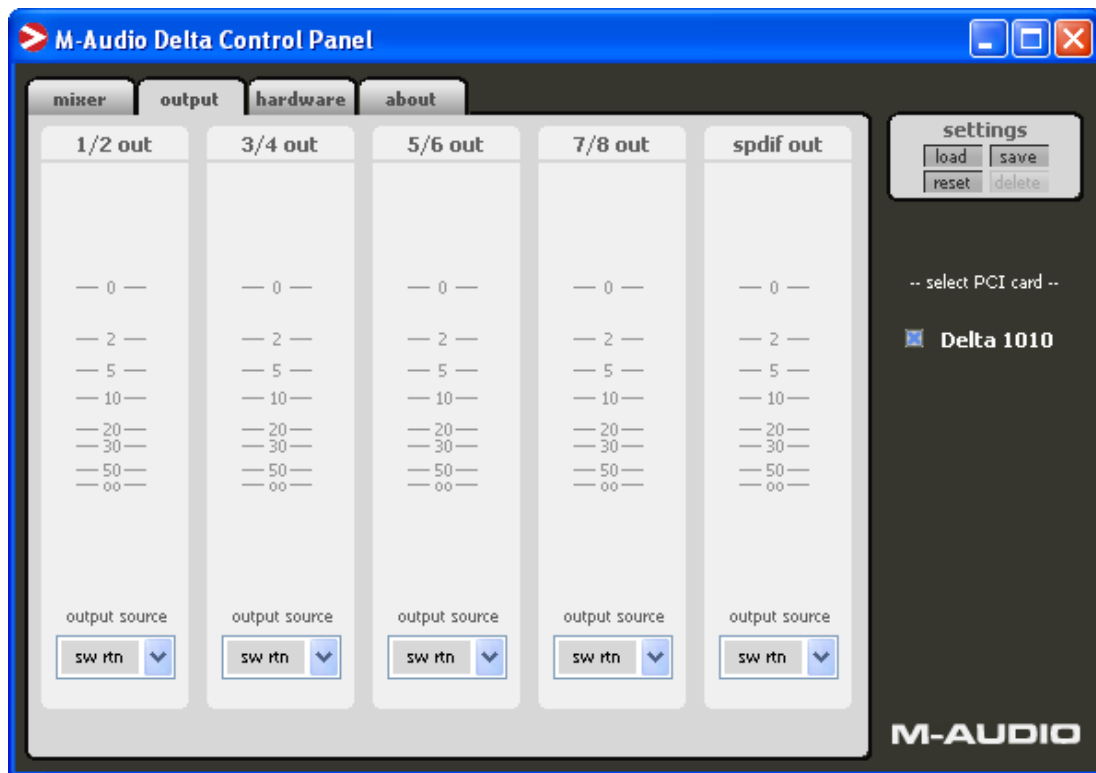 M-Audio Delta Control Panel
mixer output hardware about
1/2 out 3/4 out 5/6 out 7/8 out spdif out
settings
load save
reset delete
-- select PCI card --
Delta 1010
0 0 0 0 0
2 2 2 2 2
5 5 5 5 5
10 10 10 10 10
20 20 20 20 20
30 30 30 30 30
50 50 50 50 50
oo oo oo oo oo
output source output source output source output source output source
sw rtn sw rtn sw rtn sw rtn sw rtn
M-AUDIO